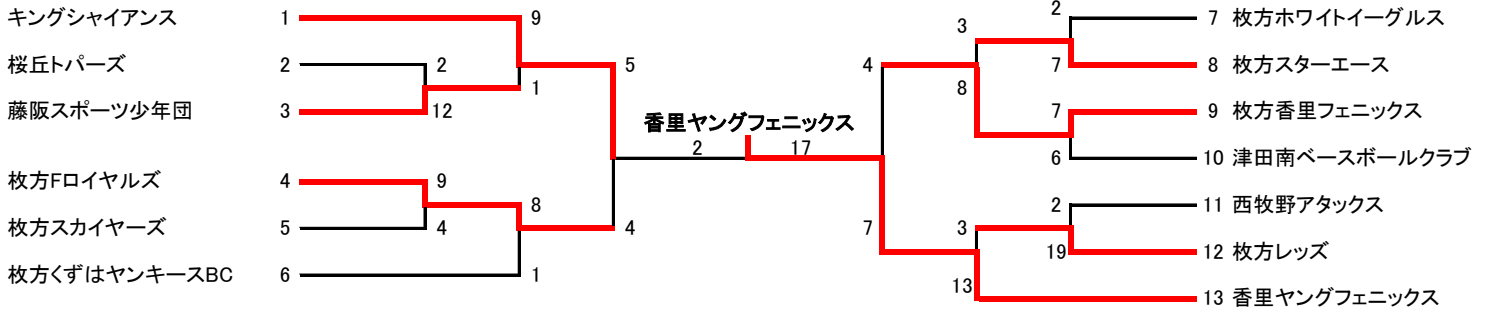 キングシャイアンス 1 9
桜丘トパーズ 2 2 5
1
藤阪スポーツ少年団 3 12
枚方Fロイヤルズ 4 9
8
枚方スカイヤーズ 5 4 4
枚方くずはヤンキースBC 6 1
香里ヤングフェニックス
2 17
2 7 枚方ホワイトイーグルス
3
4 7 8 枚方スターエース
8
7 9 枚方香里フェニックス
6 10 津田南ベースボールクラブ
2 11 西牧野アタックス
7 3
19 12 枚方レッズ
13
13 香里ヤングフェニックス